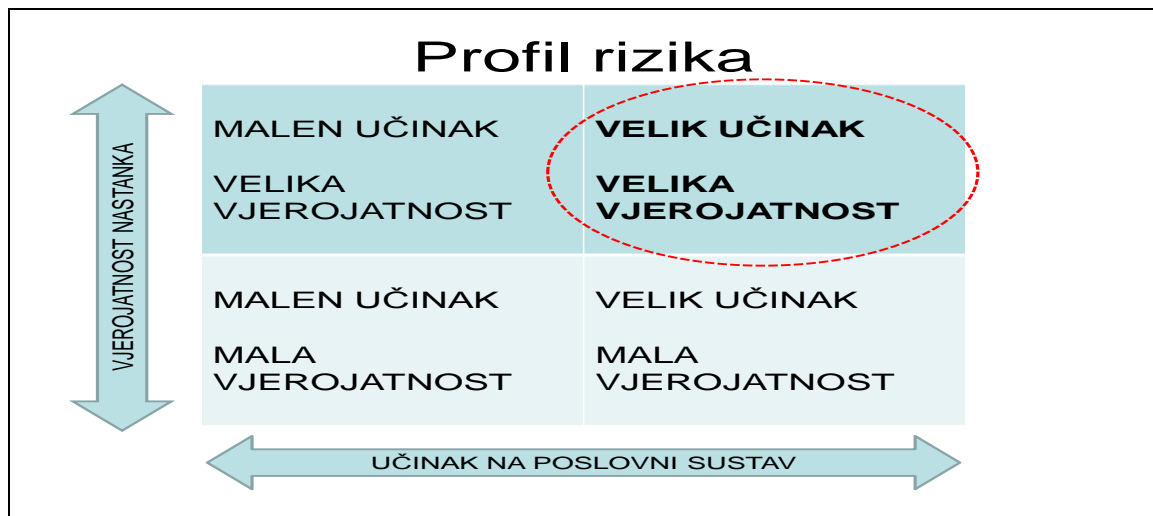 Profil rizika
VJEROJATNOST NASTANKA
MALEN UČINAK
VELIKA
VJEROJATNOST
VELIK UČINAK
VELIKA
VJEROJATNOST
MALEN UČINAK
MALA
VJEROJATNOST
VELIK UČINAK
MALA
VJEROJATNOST
UČINAK NA POSLOVNI SUSTAV